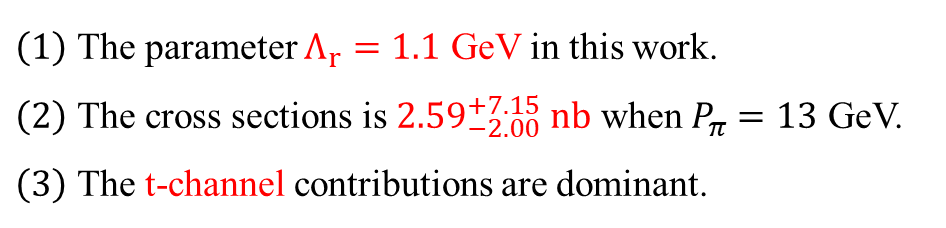 (1) The parameter Λᵣ = 1.1 GeV in this work.
(2) The cross sections is 2.59⁺⁷·¹⁵₋₂.₀₀ nb when P_π = 13 GeV.
(3) The t-channel contributions are dominant.